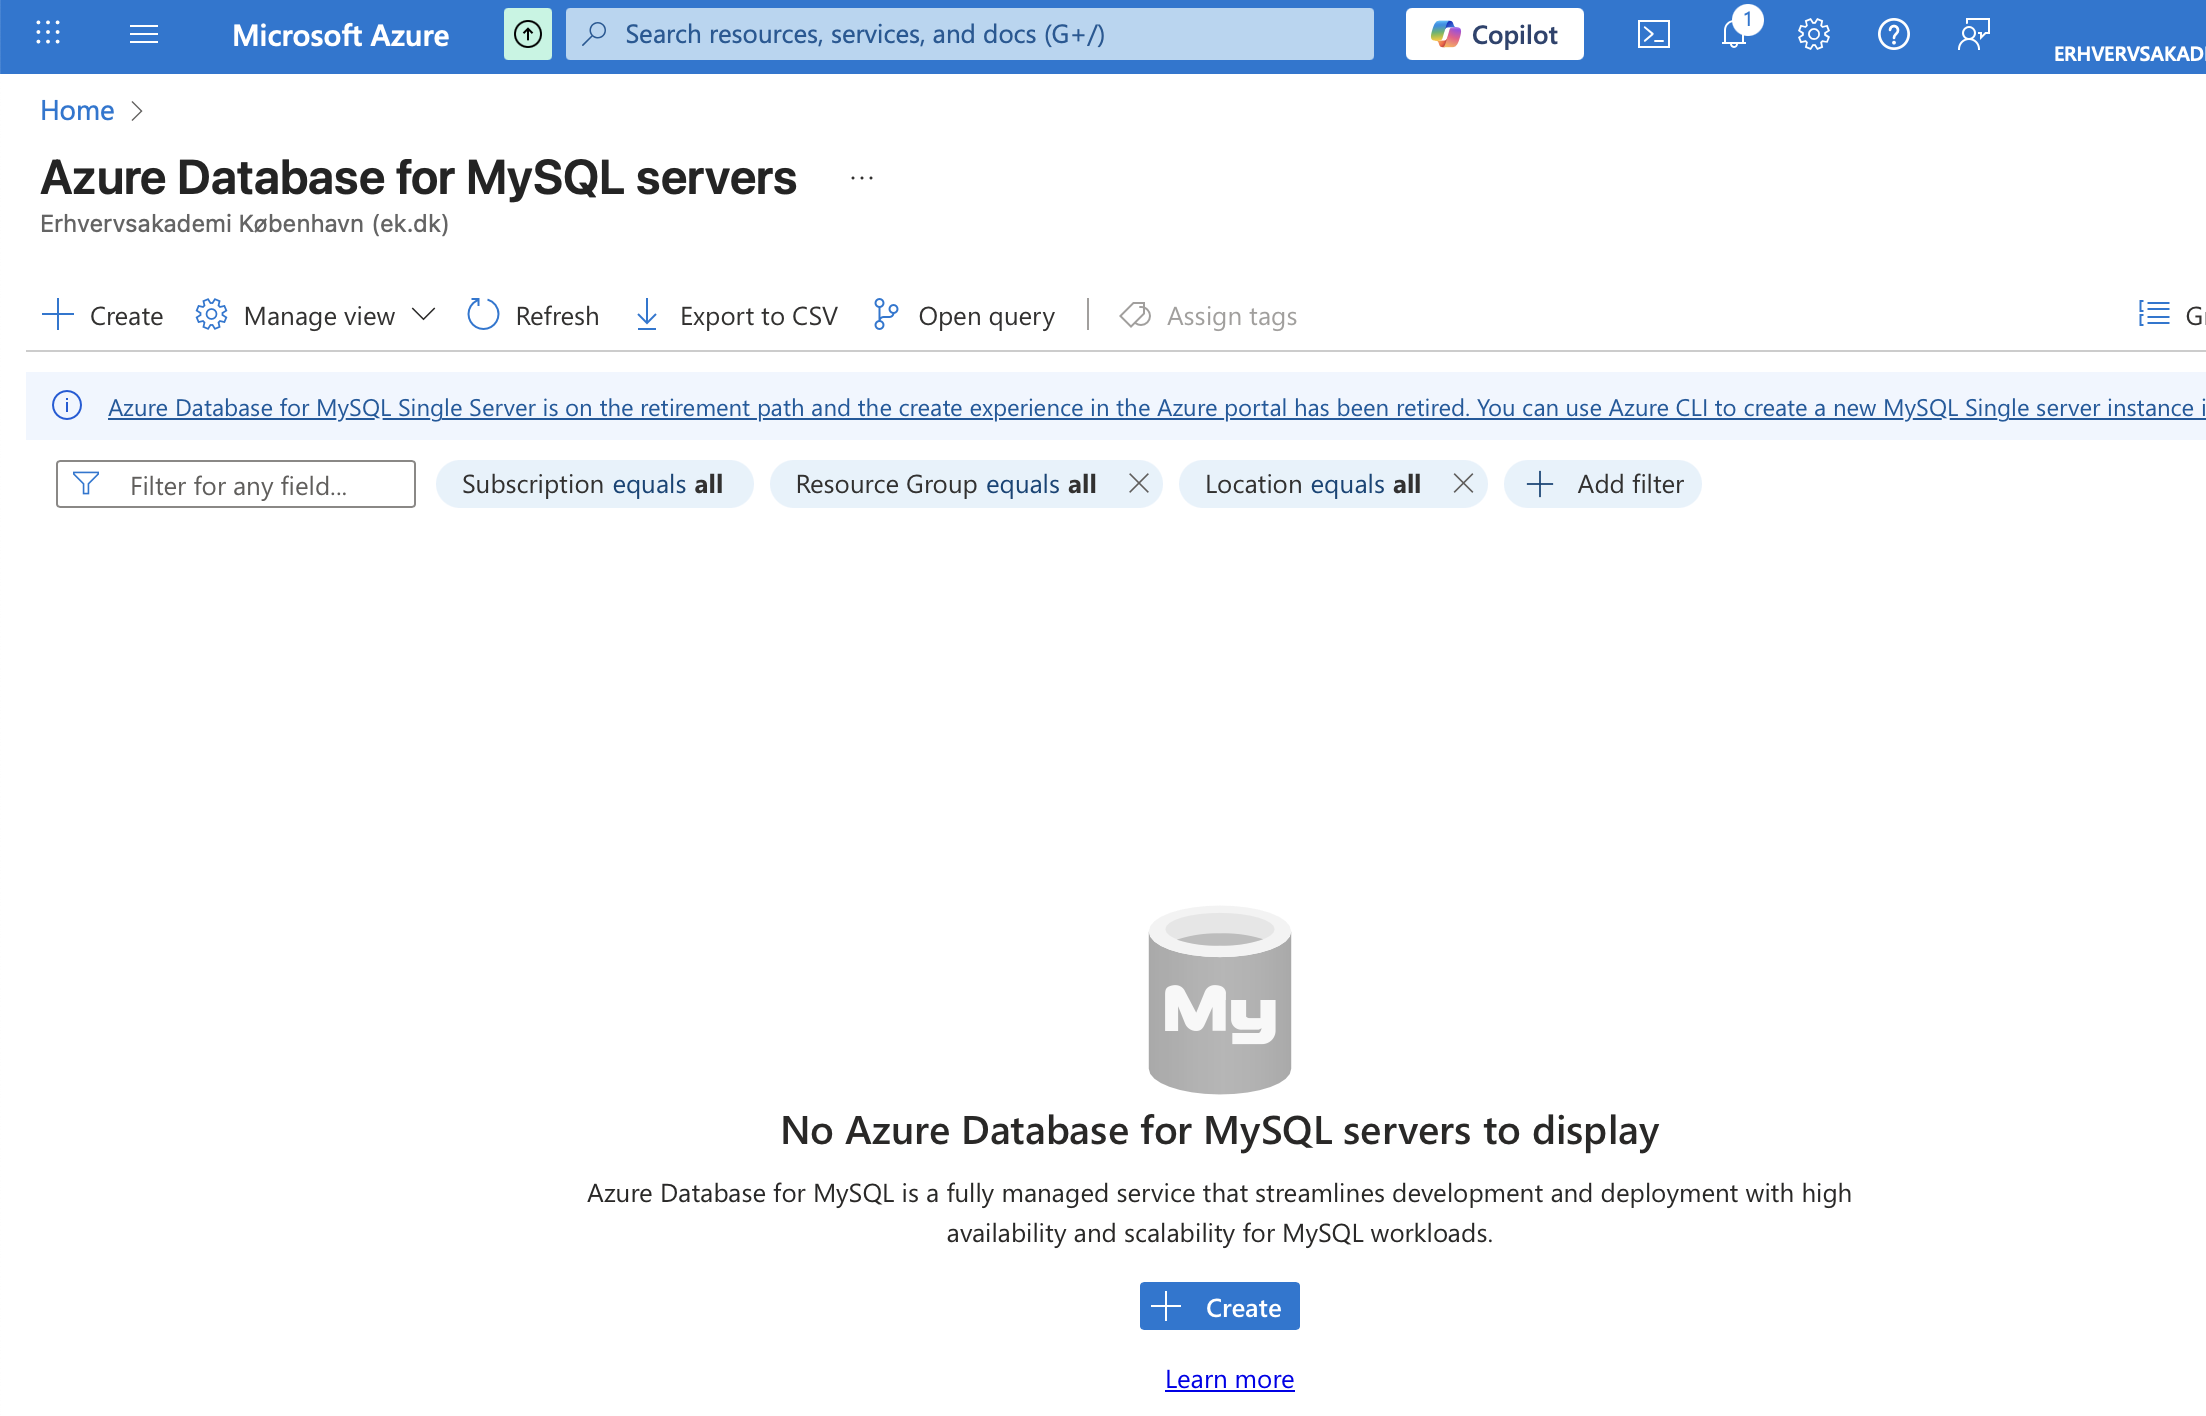 Microsoft Azure
Search resources, services, and docs (G+/)
Copilot
1
ERHVERVSAKAD
Home
Azure Database for MySQL servers
Erhvervsakademi København (ek.dk)
Create
Manage view
Refresh
Export to CSV
Open query
Assign tags
Azure Database for MySQL Single Server is on the retirement path and the create experience in the Azure portal has been retired. You can use Azure CLI to create a new MySQL Single server instance i
Filter for any field...
Subscription equals all
Resource Group equals all
Location equals all
Add filter
My
No Azure Database for MySQL servers to display
Azure Database for MySQL is a fully managed service that streamlines development and deployment with high
availability and scalability for MySQL workloads.
Create
Learn more